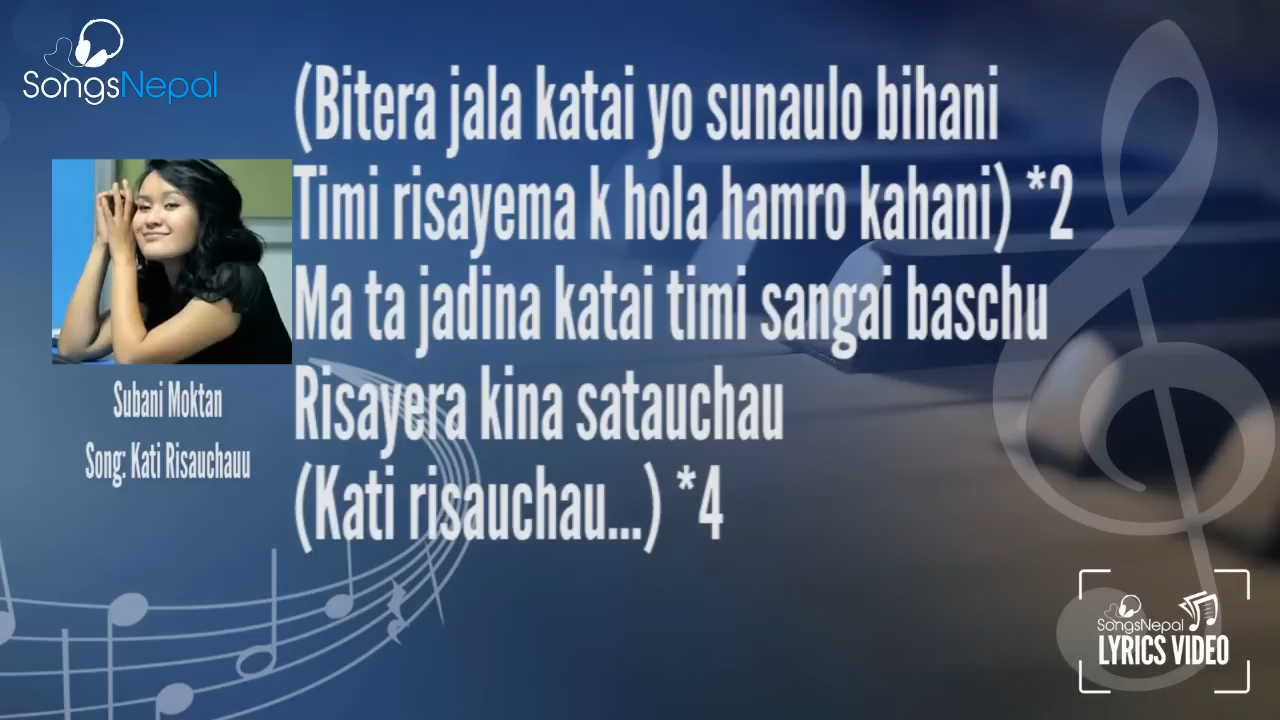 SongsNepal
(Bitera jala katai yo sunaulo bihani
Timi risayema k hola hamro kahani) *2
Ma ta jadina katai timi sangai baschu
Risayera kina satauchau
(Kati risauchau...) *4
Subani Moktan
Song: Kati Risauchauu
SongsNepal
LYRICS VIDEO